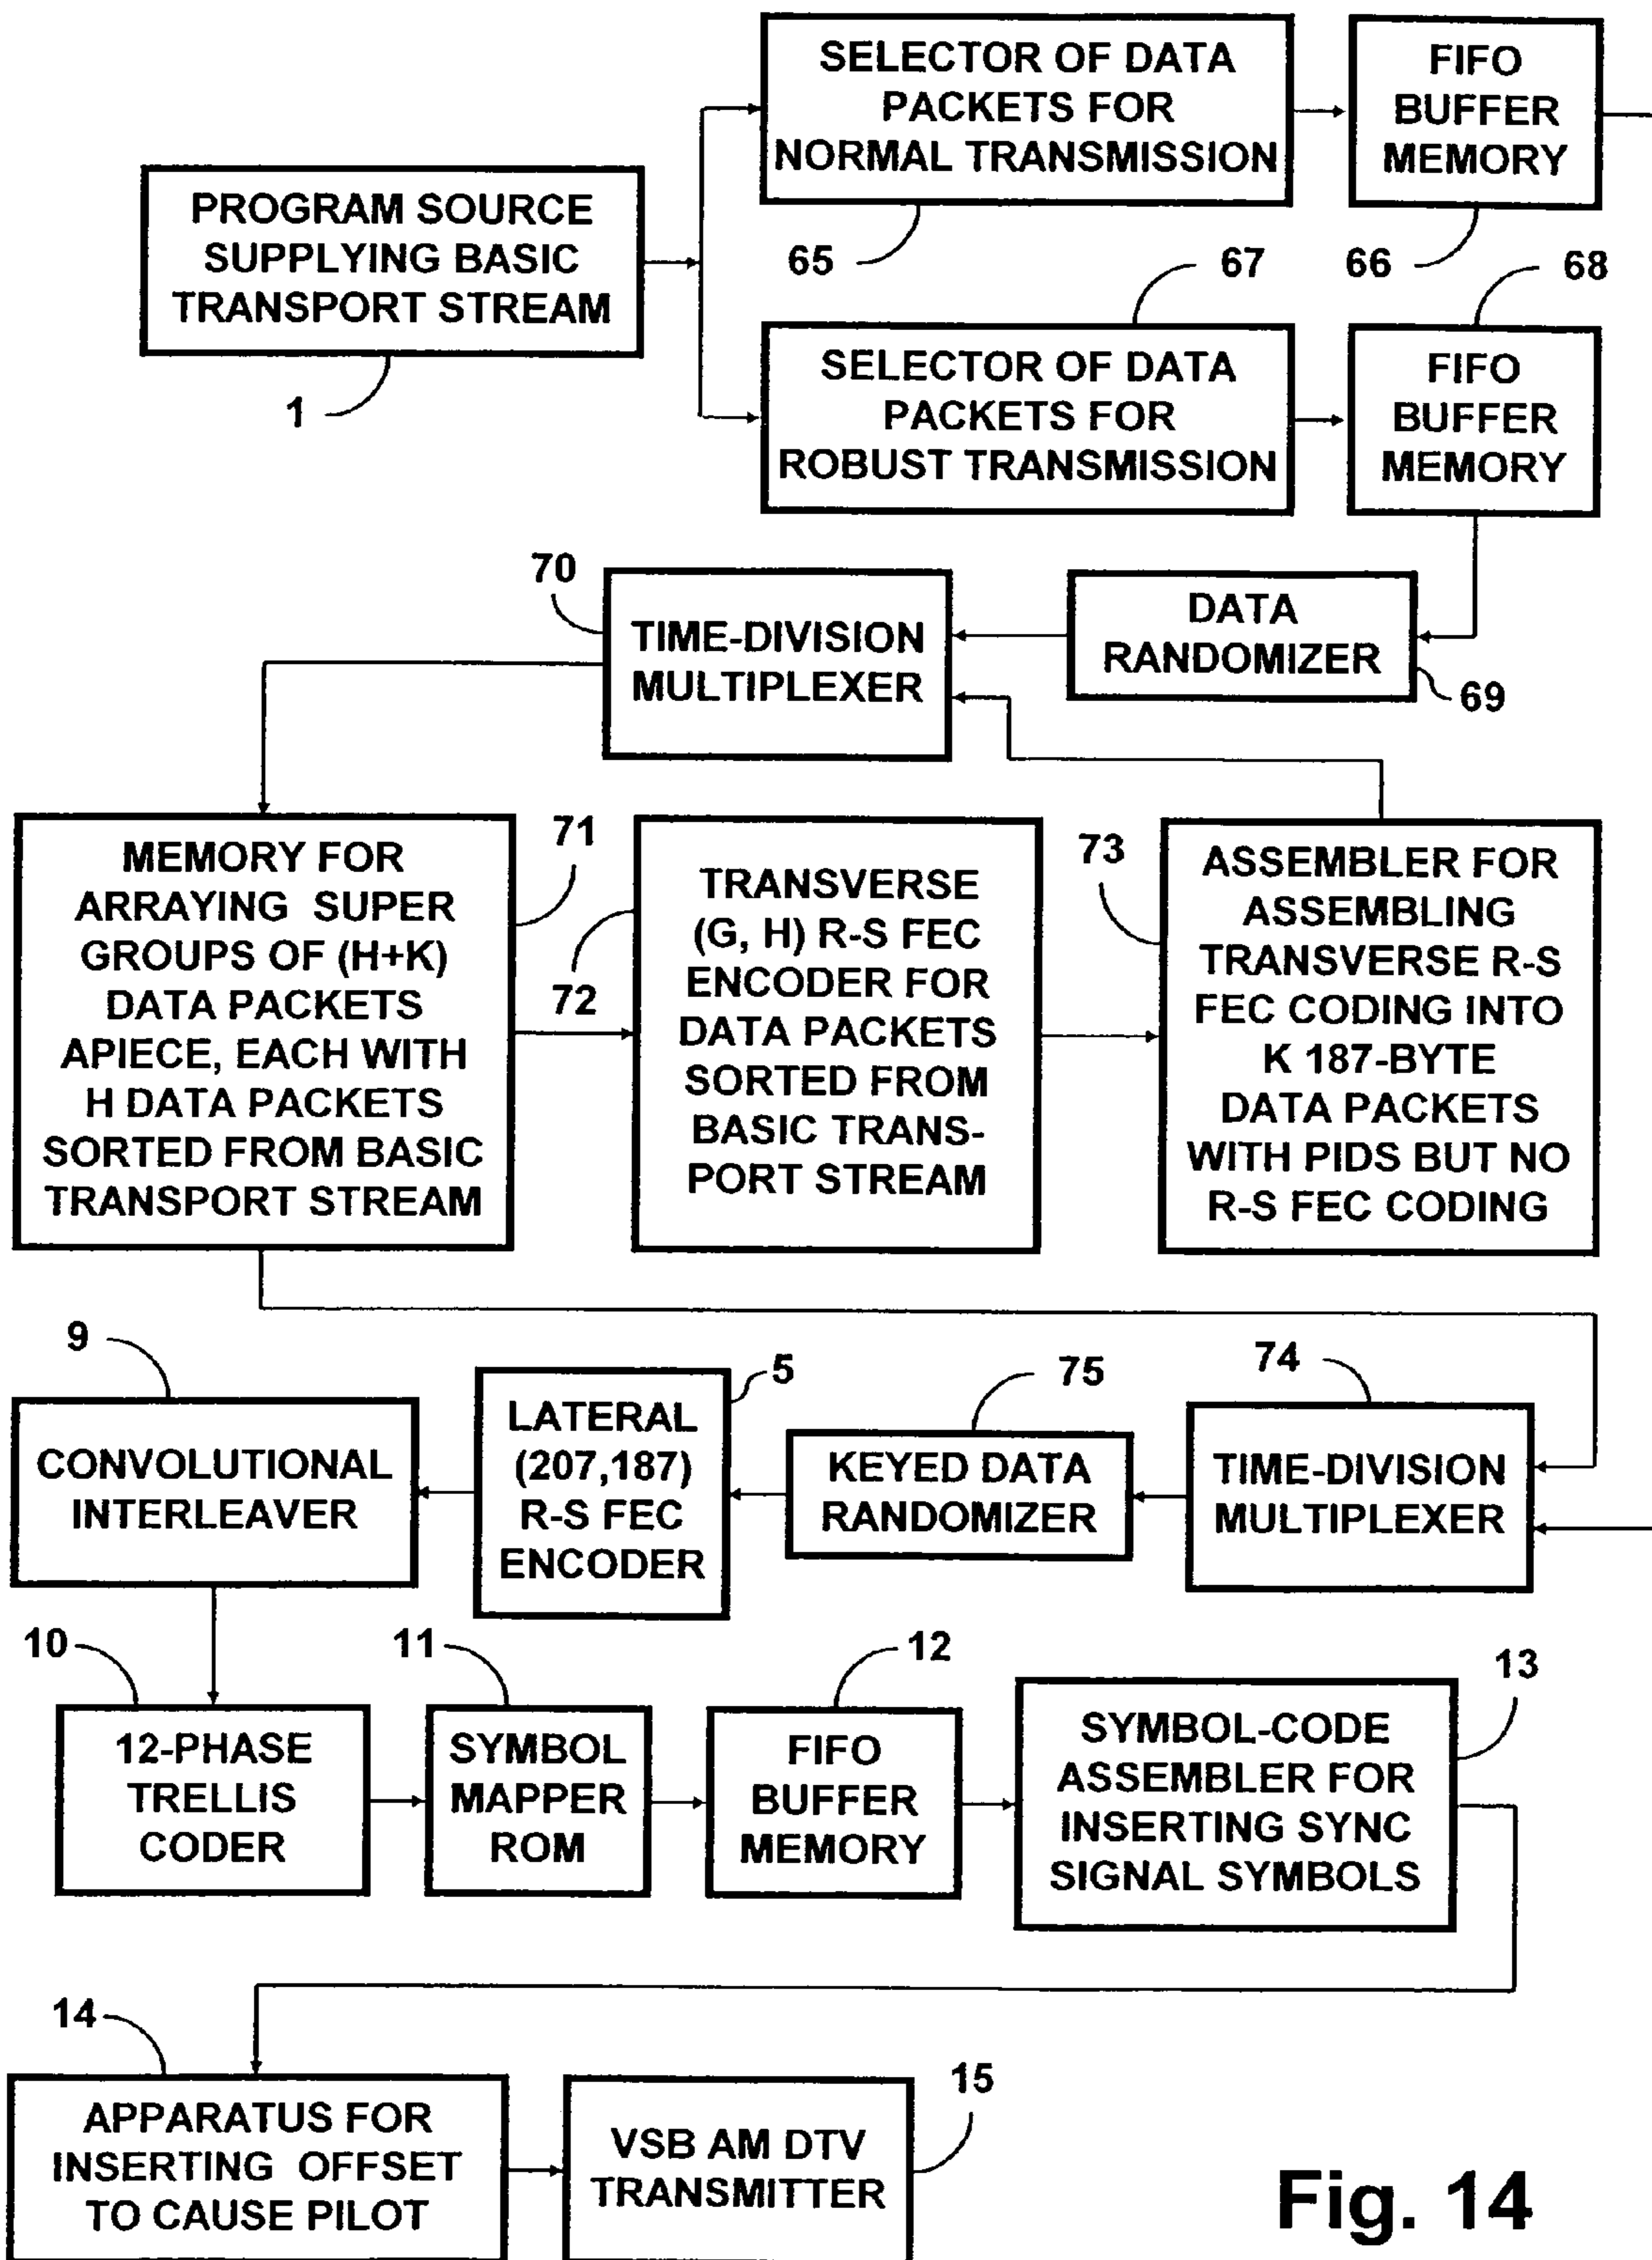 SELECTOR OF DATA
PACKETS FOR
NORMAL TRANSMISSION
65
FIFO
BUFFER
MEMORY
66
PROGRAM SOURCE
SUPPLYING BASIC
TRANSPORT STREAM
1
67
SELECTOR OF DATA
PACKETS FOR
ROBUST TRANSMISSION
68
FIFO
BUFFER
MEMORY
70
TIME-DIVISION
MULTIPLEXER
DATA
RANDOMIZER
69
MEMORY FOR
ARRAYING SUPER
GROUPS OF (H+K)
DATA PACKETS
APIECE, EACH WITH
H DATA PACKETS
SORTED FROM BASIC
TRANSPORT STREAM
71
72
TRANSVERSE
(G, H) R-S FEC
ENCODER FOR
DATA PACKETS
SORTED FROM
BASIC TRANS-
PORT STREAM
73
ASSEMBLER FOR
ASSEMBLING
TRANSVERSE R-S
FEC CODING INTO
K 187-BYTE
DATA PACKETS
WITH PIDS BUT NO
R-S FEC CODING
9
CONVOLUTIONAL
INTERLEAVER
5
LATERAL
(207,187)
R-S FEC
ENCODER
75
KEYED DATA
RANDOMIZER
74
TIME-DIVISION
MULTIPLEXER
10
12-PHASE
TRELLIS
CODER
11
SYMBOL
MAPPER
ROM
12
FIFO
BUFFER
MEMORY
13
SYMBOL-CODE
ASSEMBLER FOR
INSERTING SYNC
SIGNAL SYMBOLS
14
APPARATUS FOR
INSERTING OFFSET
TO CAUSE PILOT
15
VSB AM DTV
TRANSMITTER
Fig. 14